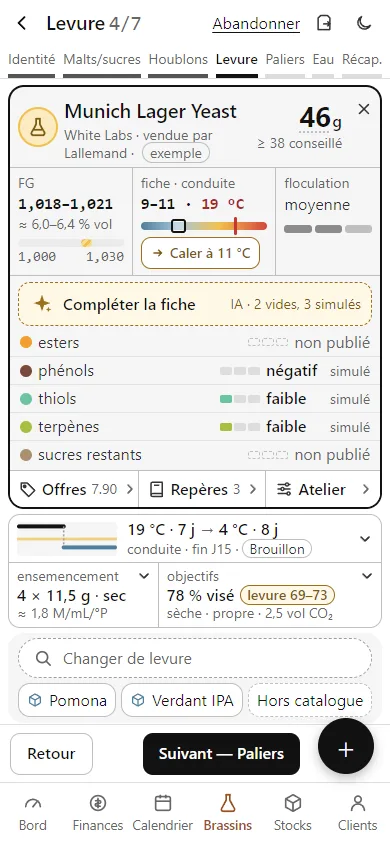 Levure 4/7
Abandonner
Identité Malts/sucres Houblons Levure Paliers Eau Récap.
Munich Lager Yeast
White Labs · vendue par
Lallemand · exemple
46 g
≥ 38 conseillé
FG
1,018–1,021
≈ 6,0–6,4 % vol
1,000 1,030
fiche · conduite
9–11 · 19 °C
→ Caler à 11 °C
floculation
moyenne
Compléter la fiche
IA · 2 vides, 3 simulés
esters non publié
phénols négatif simulé
thiols faible simulé
terpènes faible simulé
sucres restants non publié
Offres 7.90
Repères 3
Atelier
19 °C · 7 j → 4 °C · 8 j
conduite · fin J15 · Brouillon
ensemencement
4 × 11,5 g · sec
≈ 1,8 M/mL/°P
objectifs
78 % visé levure 69–73
sèche · propre · 2,5 vol CO₂
Changer de levure
Pomona
Verdant IPA
Hors catalogue
Retour
Suivant — Paliers
+
Bord Finances Calendrier Brassins Stocks Clients